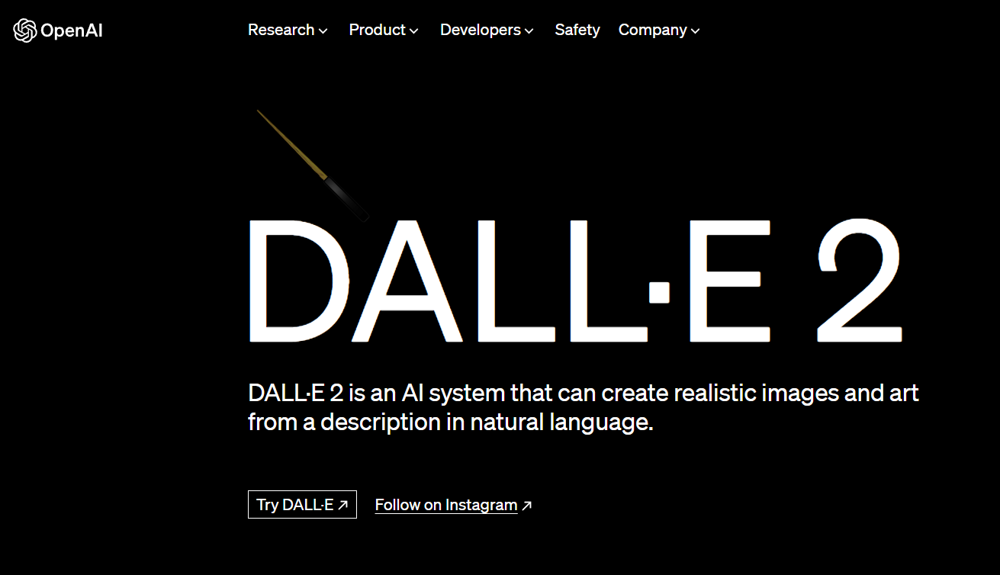 OpenAI
Research Product Developers Safety Company
DALL·E 2
DALL·E 2 is an AI system that can create realistic images and art
from a description in natural language.
Try DALL·E ↗ Follow on Instagram ↗